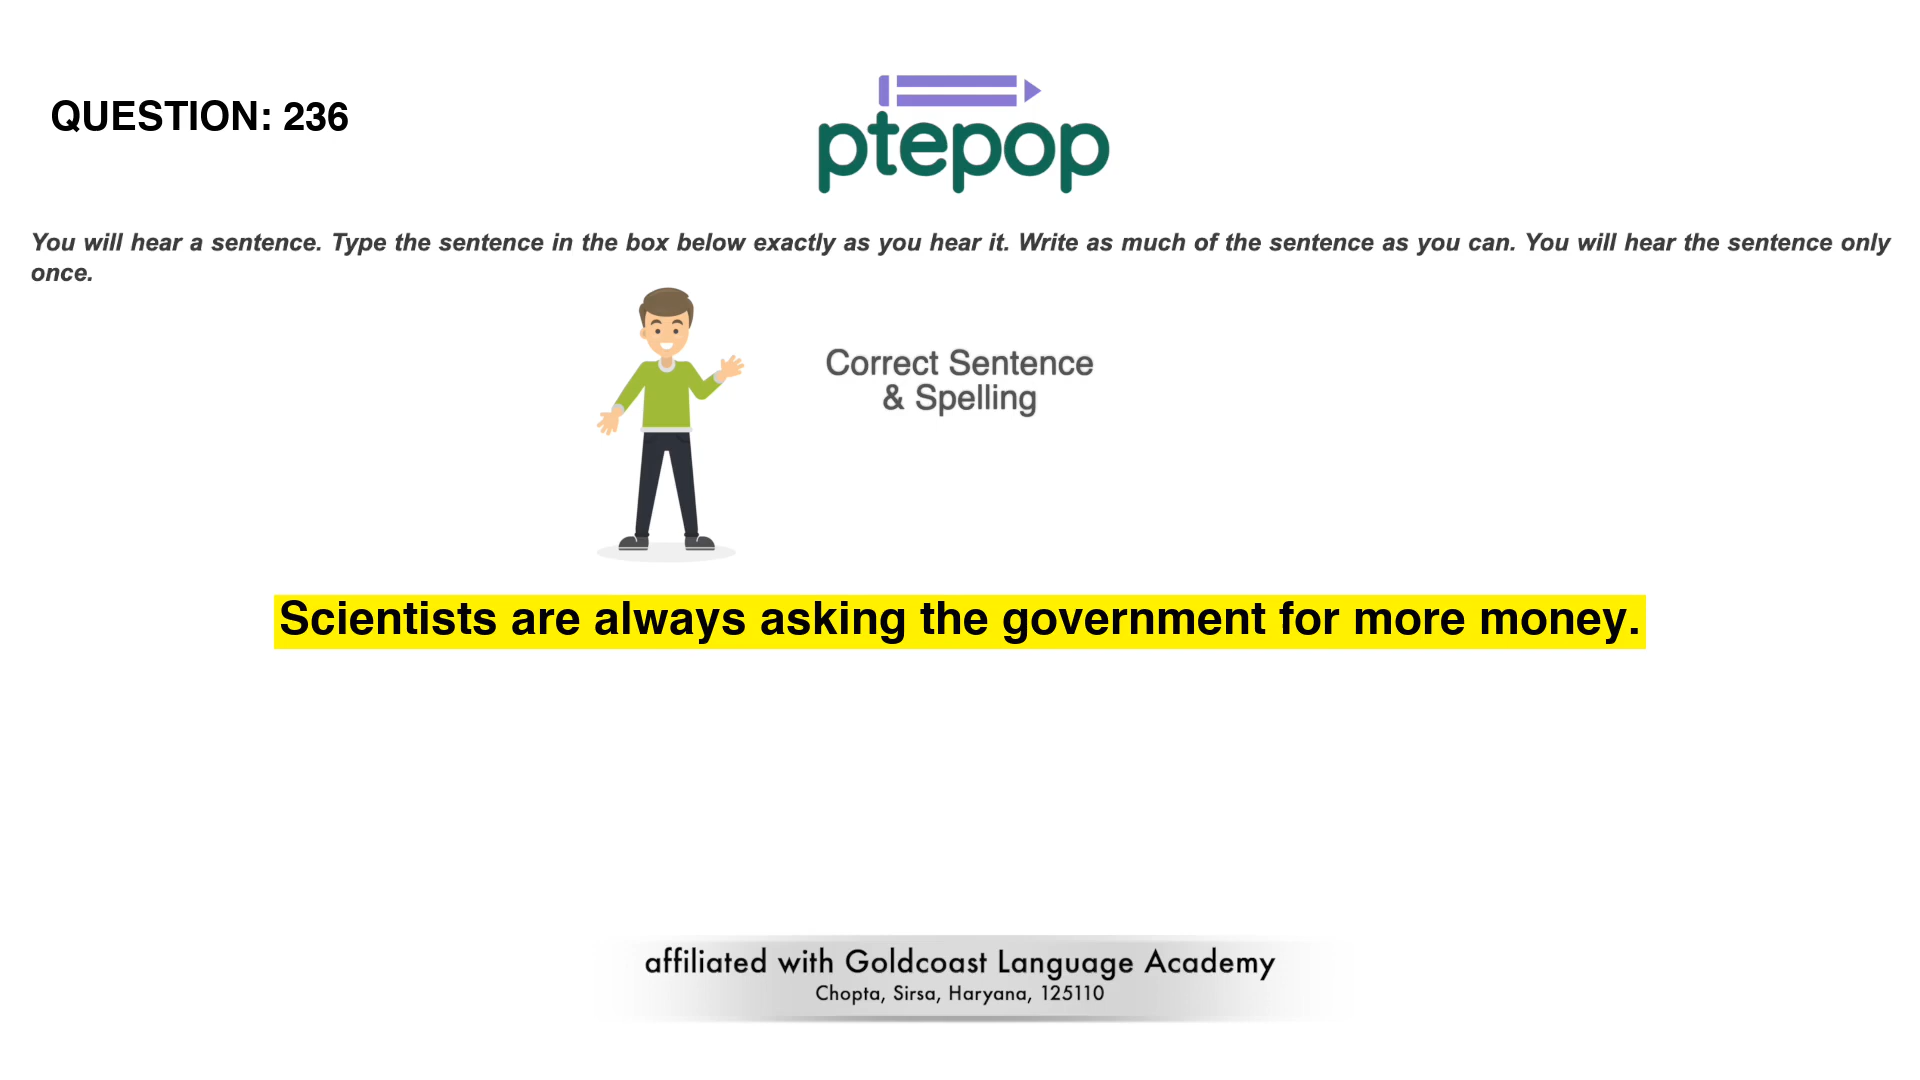 QUESTION: 236
ptepop
You will hear a sentence. Type the sentence in the box below exactly as you hear it. Write as much of the sentence as you can. You will hear the sentence only
once.
Correct Sentence
& Spelling
Scientists are always asking the government for more money.
affiliated with Goldcoast Language Academy
Chopta, Sirsa, Haryana, 125110